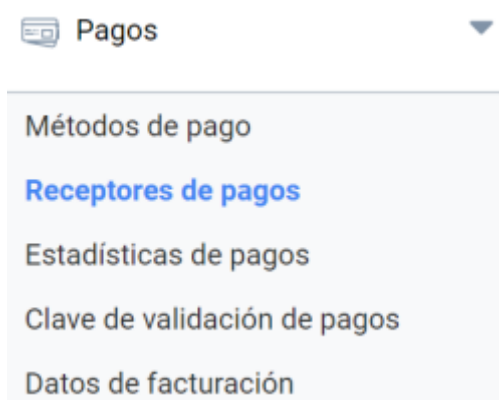 Pagos
Métodos de pago
Receptores de pagos
Estadísticas de pagos
Clave de validación de pagos
Datos de facturación